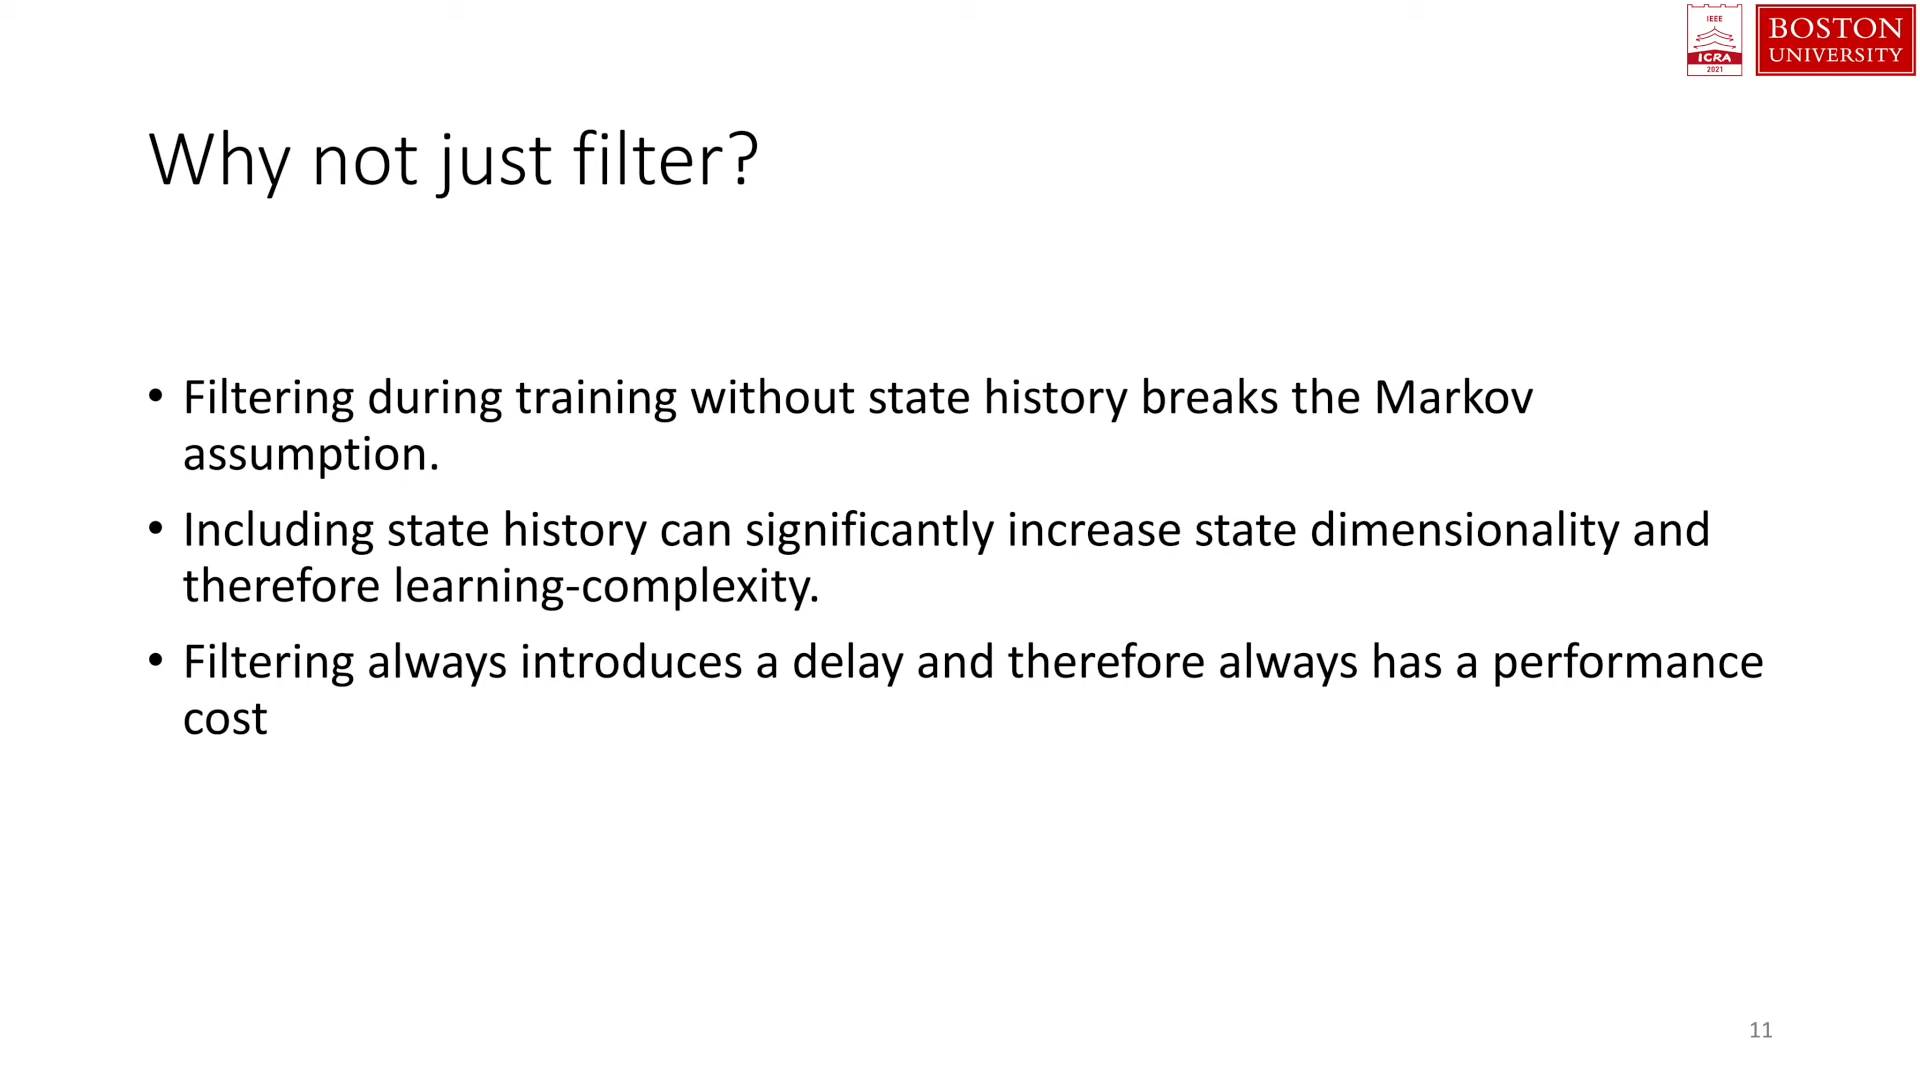 IEEE
ICRA
2021
BOSTON
UNIVERSITY
Why not just filter?
• Filtering during training without state history breaks the Markov
assumption.
• Including state history can significantly increase state dimensionality and
therefore learning-complexity.
• Filtering always introduces a delay and therefore always has a performance
cost
11